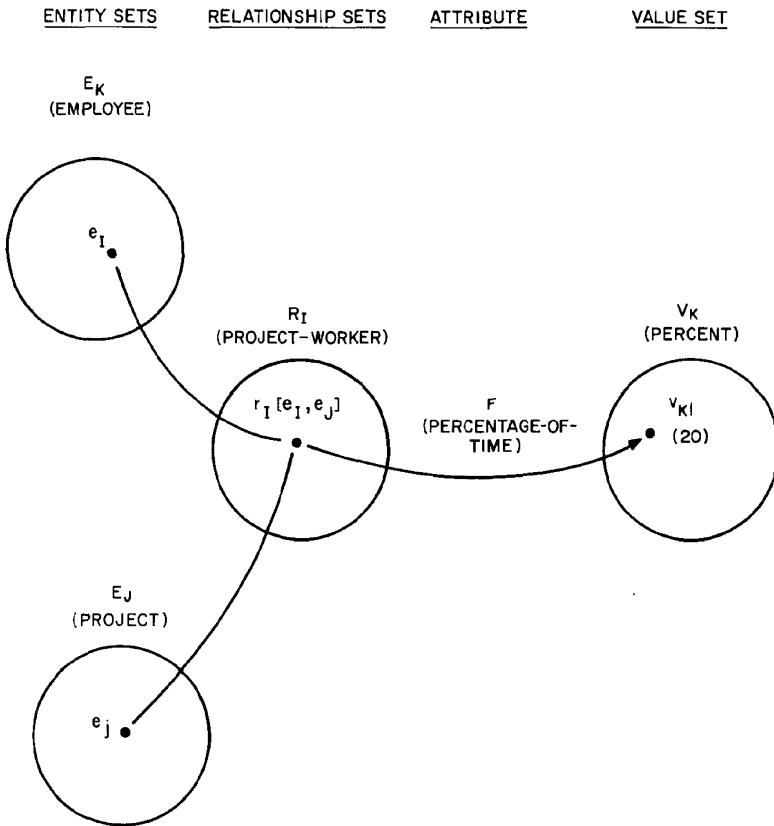 ENTITY SETS RELATIONSHIP SETS ATTRIBUTE VALUE SET
E_K
(EMPLOYEE)
e_I
R_I
(PROJECT-WORKER)
r_I [e_I, e_j]
F
(PERCENTAGE-OF-
TIME)
V_K
(PERCENT)
v_KI
(20)
E_J
(PROJECT)
e_j